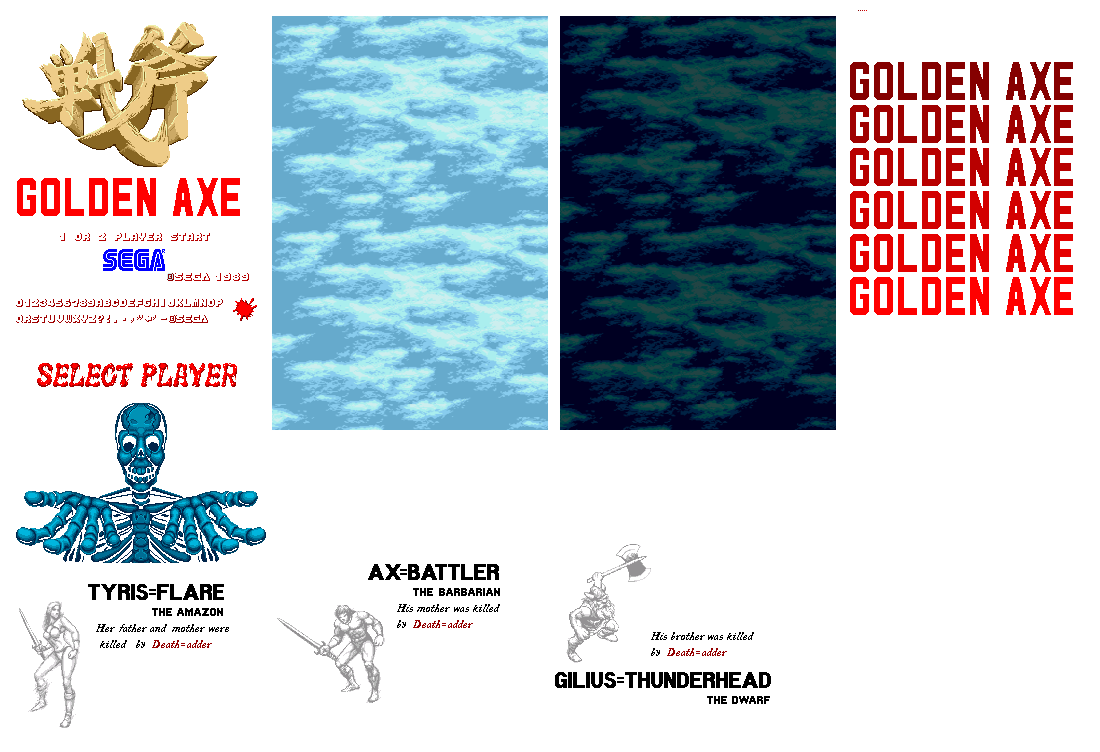 戦斧
GOLDEN AXE
1 OR 2 PLAYER START
SEGA
©SEGA 1989
0123456789ABCDEFGHIJKLMNOP
QRSTUVWXYZ?!.·,"“”-©SEGA
SELECT PLAYER
GOLDEN AXE
GOLDEN AXE
GOLDEN AXE
GOLDEN AXE
GOLDEN AXE
GOLDEN AXE
TYRIS=FLARE
THE AMAZON
Her father and mother were
killed by Death=adder
AX=BATTLER
THE BARBARIAN
His mother was killed
by Death=adder
His brother was killed
by Death=adder
GILIUS=THUNDERHEAD
THE DWARF